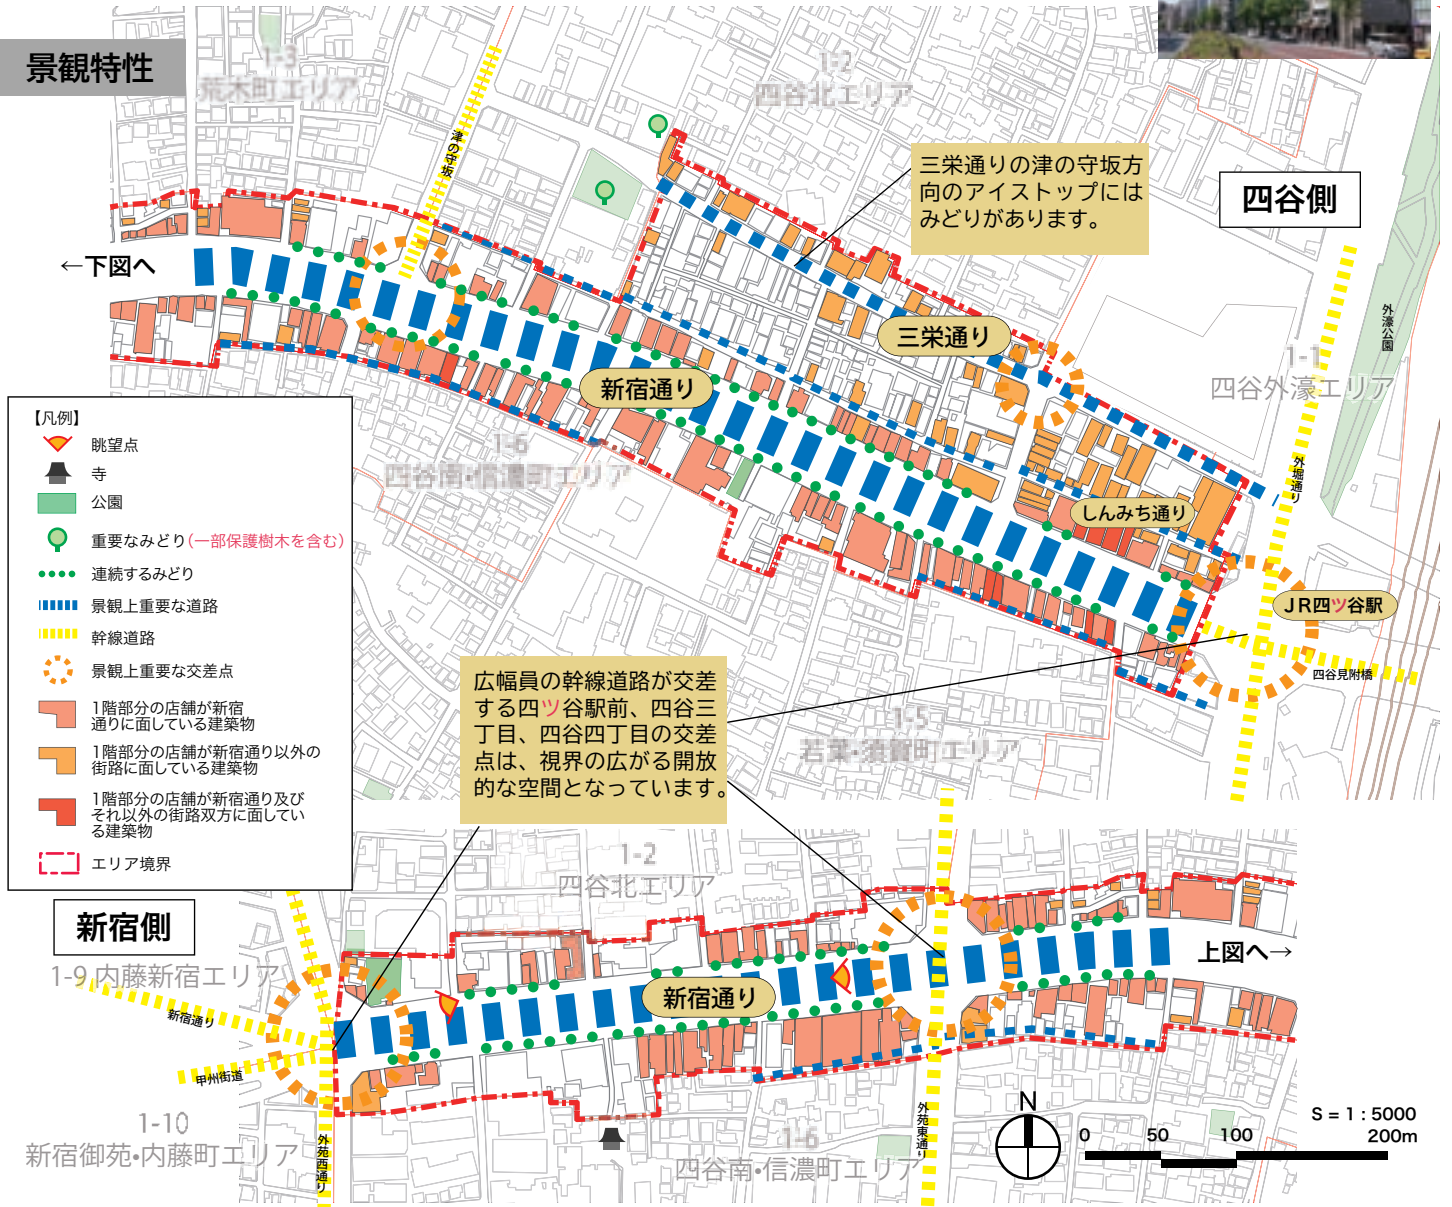 景観特性
1-3
荒木町エリア
1-2
四谷北エリア
津の守坂
三栄通りの津の守坂方
向のアイストップには
みどりがあります。
四谷側
←下図へ
外濠公園
三栄通り
新宿通り
1-1
四谷外濠エリア
1-6
四谷南・信濃町エリア
外堀通り
しんみち通り
JR四ツ谷駅
四谷見附橋
【凡例】
眺望点
寺
公園
重要なみどり(一部保護樹木を含む)
連続するみどり
景観上重要な道路
幹線道路
景観上重要な交差点
1階部分の店舗が新宿
通りに面している建築物
1階部分の店舗が新宿通り以外の
街路に面している建築物
1階部分の店舗が新宿通り及び
それ以外の街路双方に面してい
る建築物
エリア境界
広幅員の幹線道路が交差
する四ツ谷駅前、四谷三
丁目、四谷四丁目の交差
点は、視界の広がる開放
的な空間となっています。
1-5
若葉・須賀町エリア
1-2
四谷北エリア
新宿側
1-9 内藤新宿エリア
上図へ→
新宿通り
新宿通り
甲州街道
1-10
新宿御苑・内藤町エリア
外苑西通り
外苑東通り
1-6
四谷南・信濃町エリア
N
S = 1 : 5000
0 50 100 200m